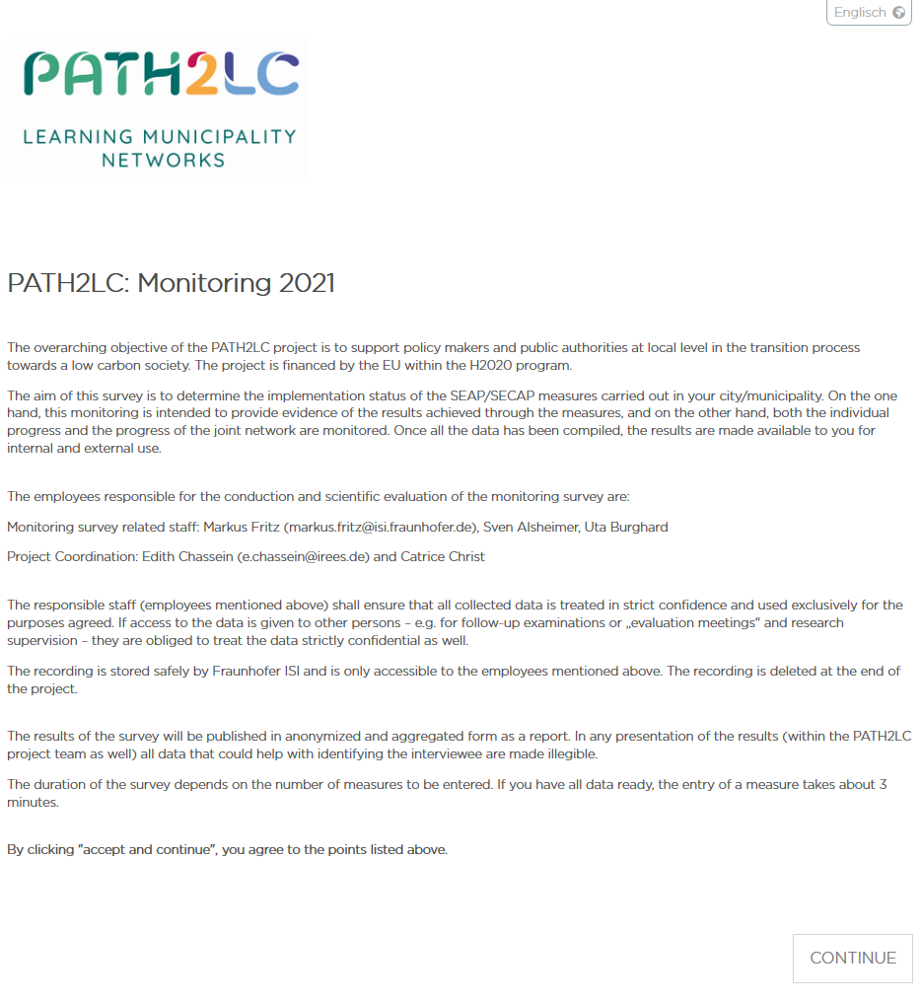 Englisch
PATH2LC
LEARNING MUNICIPALITY
NETWORKS
PATH2LC: Monitoring 2021
The overarching objective of the PATH2LC project is to support policy makers and public authorities at local level in the transition process
towards a low carbon society. The project is financed by the EU within the H2020 program.
The aim of this survey is to determine the implementation status of the SEAP/SECAP measures carried out in your city/municipality. On the one
hand, this monitoring is intended to provide evidence of the results achieved through the measures, and on the other hand, both the individual
progress and the progress of the joint network are monitored. Once all the data has been compiled, the results are made available to you for
internal and external use.
The employees responsible for the conduction and scientific evaluation of the monitoring survey are:
Monitoring survey related staff: Markus Fritz (markus.fritz@isi.fraunhofer.de), Sven Alsheimer, Uta Burghard
Project Coordination: Edith Chassein (e.chassein@irees.de) and Catrice Christ
The responsible staff (employees mentioned above) shall ensure that all collected data is treated in strict confidence and used exclusively for the
purposes agreed. If access to the data is given to other persons – e.g. for follow-up examinations or „evaluation meetings“ and research
supervision – they are obliged to treat the data strictly confidential as well.
The recording is stored safely by Fraunhofer ISI and is only accessible to the employees mentioned above. The recording is deleted at the end of
the project.
The results of the survey will be published in anonymized and aggregated form as a report. In any presentation of the results (within the PATH2LC
project team as well) all data that could help with identifying the interviewee are made illegible.
The duration of the survey depends on the number of measures to be entered. If you have all data ready, the entry of a measure takes about 3
minutes.
By clicking "accept and continue", you agree to the points listed above.
CONTINUE